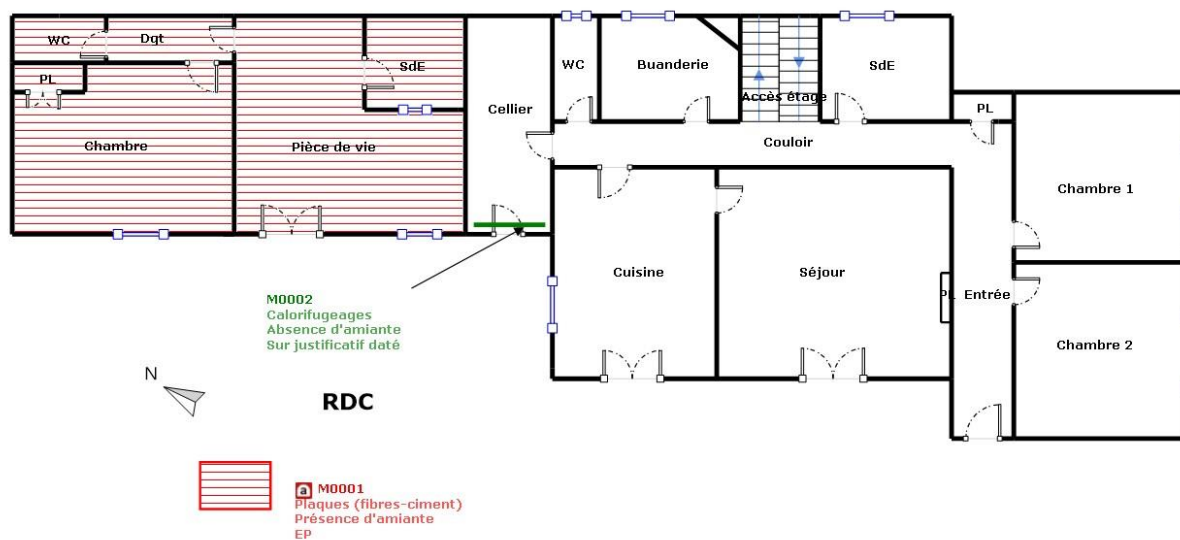 WC
Dgt
PL
SdE
Chambre
Pièce de vie
Cellier
WC
Buanderie
Accès étage
SdE
PL
Couloir
Chambre 1
Cuisine
Séjour
PL
Entrée
Chambre 2
M0002
Calorifugeages
Absence d'amiante
Sur justificatif daté
N
RDC
a M0001
Plaques (fibres-ciment)
Présence d'amiante
EP